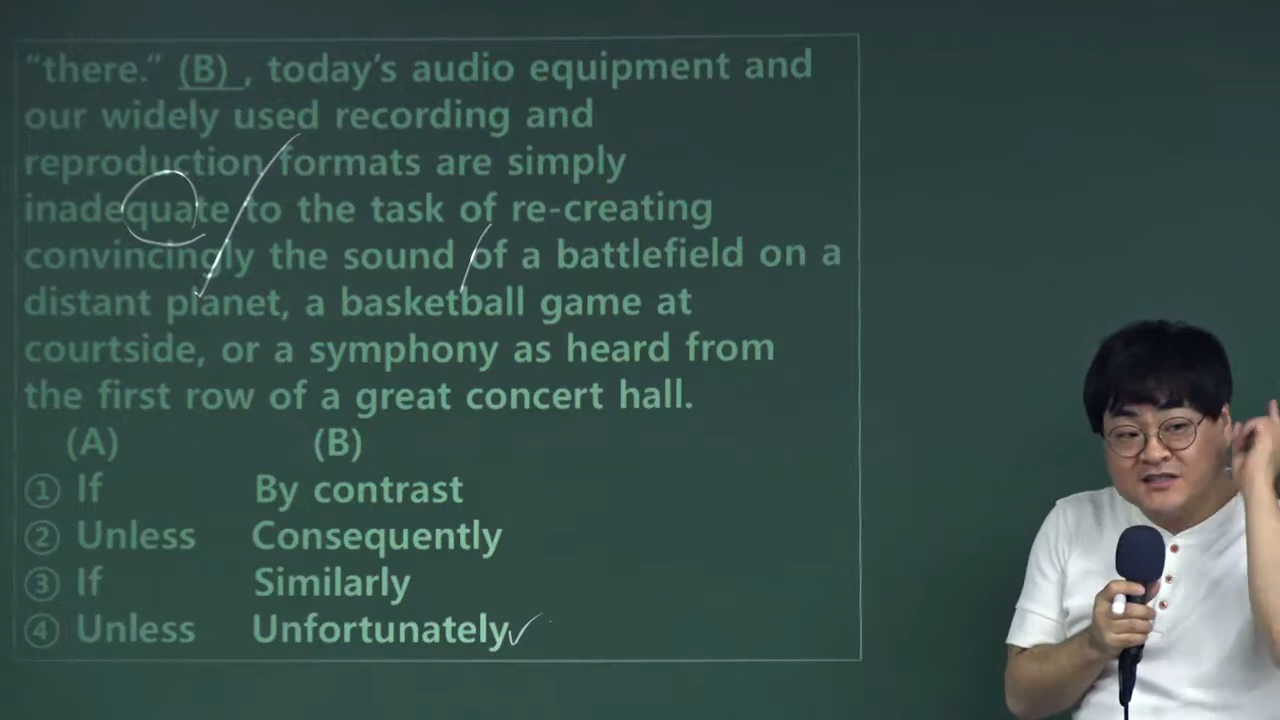 “there.” (B) , today’s audio equipment and
our widely used recording and
reproduction formats are simply
inadequate to the task of re-creating
convincingly the sound of a battlefield on a
distant planet, a basketball game at
courtside, or a symphony as heard from
the first row of a great concert hall.
(A) (B)
① If By contrast
② Unless Consequently
③ If Similarly
④ Unless Unfortunately